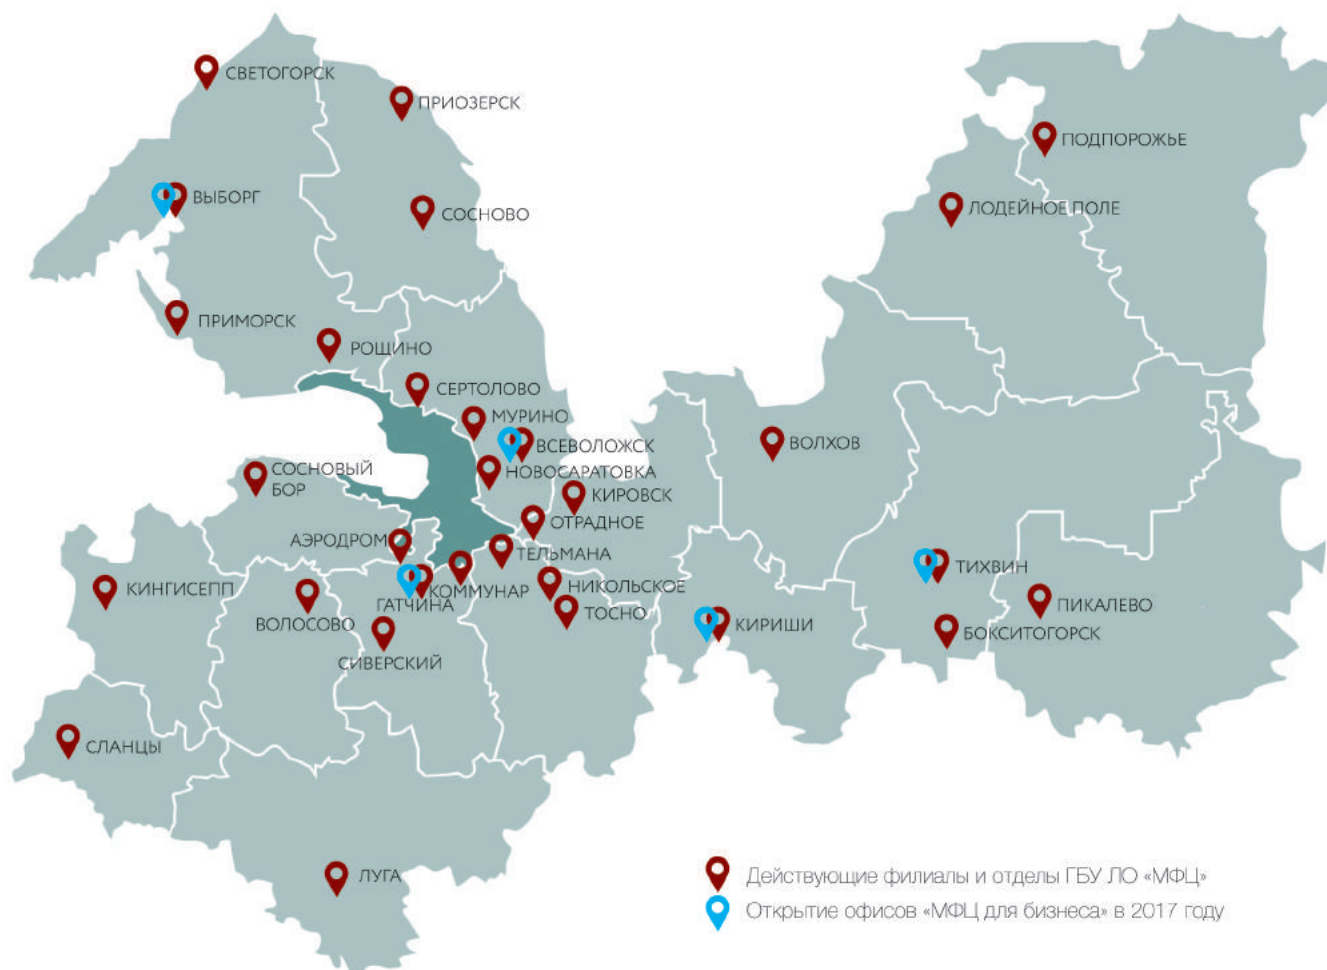 СВЕТОГОРСК
ПРИОЗЕРСК
ПОДПОРОЖЬЕ
ВЫБОРГ
СОСНОВО
ЛОДЕЙНОЕ ПОЛЕ
ПРИМОРСК
РОЩИНО
СЕРТОЛОВО
МУРИНО
ВСЕВОЛОЖСК
ВОЛХОВ
СОСНОВЫЙ
БОР
НОВОСАРАТОВКА
КИРОВСК
ОТРАДНОЕ
АЭРОДРОМ
ТЕЛЬМАНА
ТИХВИН
КИНГИСЕПП
КОММУНАР
НИКОЛЬСКОЕ
ГАТЧИНА
ПИКАЛЕВО
ВОЛОСОВО
ТОСНО
КИРИШИ
БОКСИТОГОРСК
СИВЕРСКИЙ
СЛАНЦЫ
ЛУГА
Действующие филиалы и отделы ГБУ ЛО «МФЦ»
Открытие офисов «МФЦ для бизнеса» в 2017 году